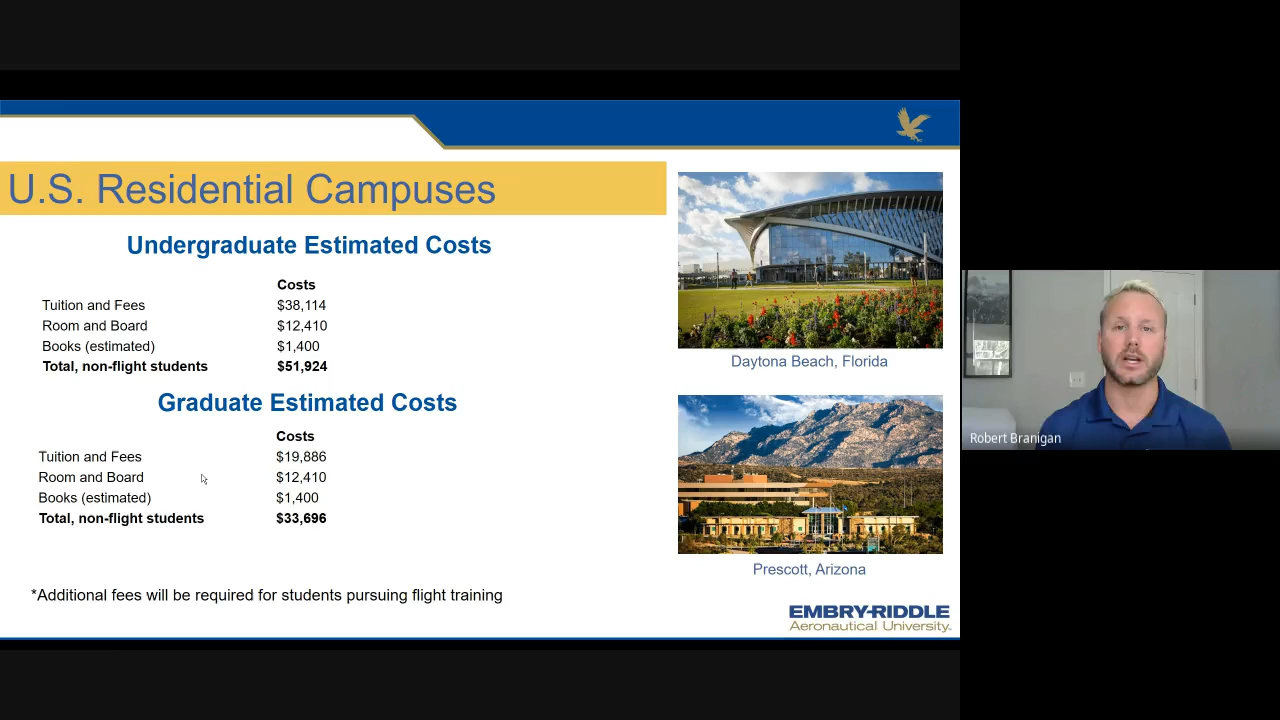 U.S. Residential Campuses
Undergraduate Estimated Costs
Costs
Tuition and Fees $38,114
Room and Board $12,410
Books (estimated) $1,400
Total, non-flight students $51,924
Graduate Estimated Costs
Costs
Tuition and Fees $19,886
Room and Board $12,410
Books (estimated) $1,400
Total, non-flight students $33,696
*Additional fees will be required for students pursuing flight training
Daytona Beach, Florida
Prescott, Arizona
EMBRY-RIDDLE
Aeronautical University.
Robert Branigan